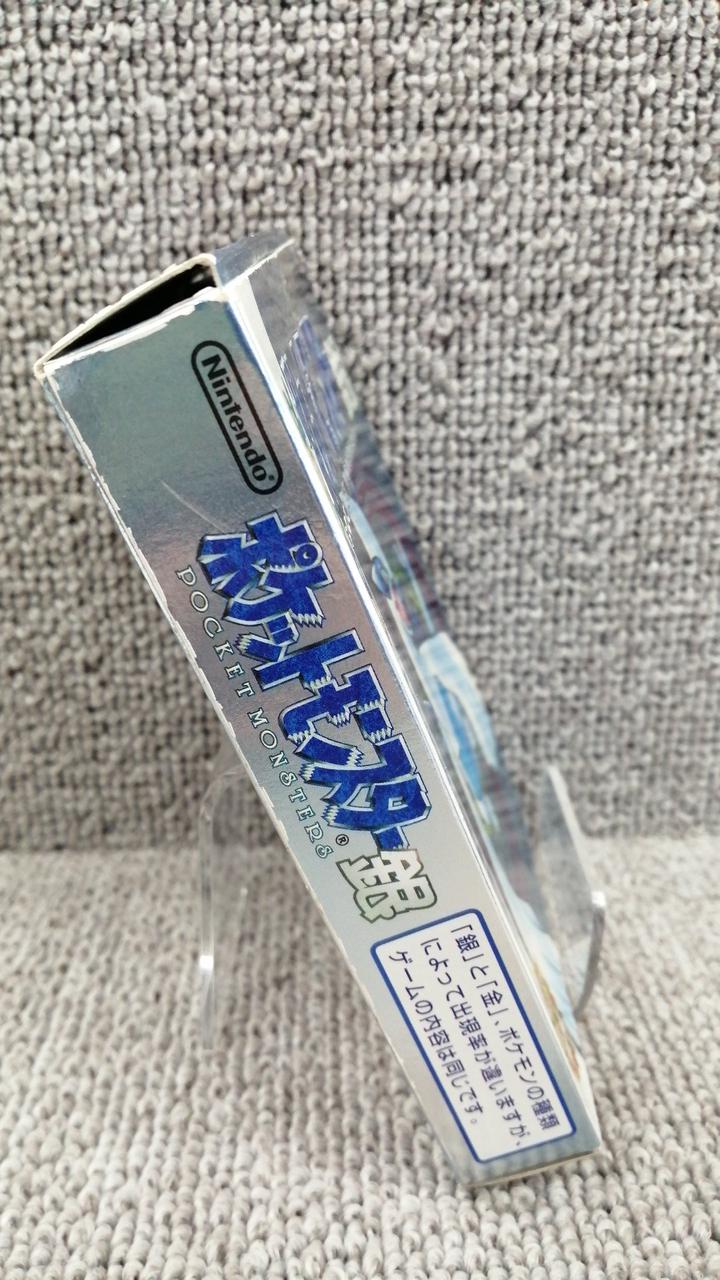 Nintendo®
ポケットモンスター
POCKET MONSTERS®
銀
「銀」と「金」、ポケモンの種類
によって出現率が違いますが、
ゲームの内容は同じです。